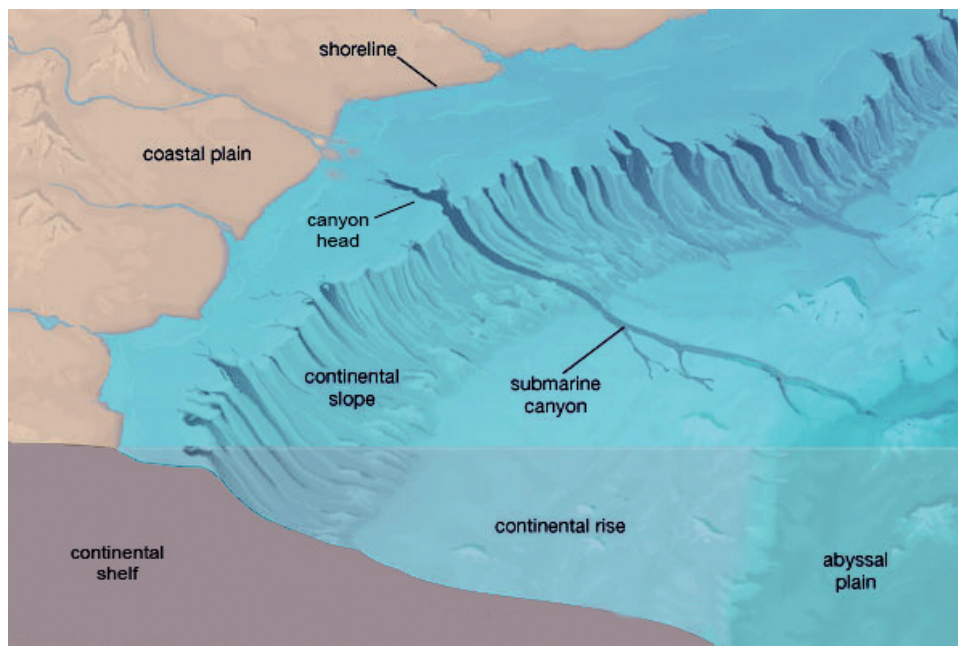 shoreline
coastal plain
canyon
head
continental
slope
submarine
canyon
continental rise
continental
shelf
abyssal
plain